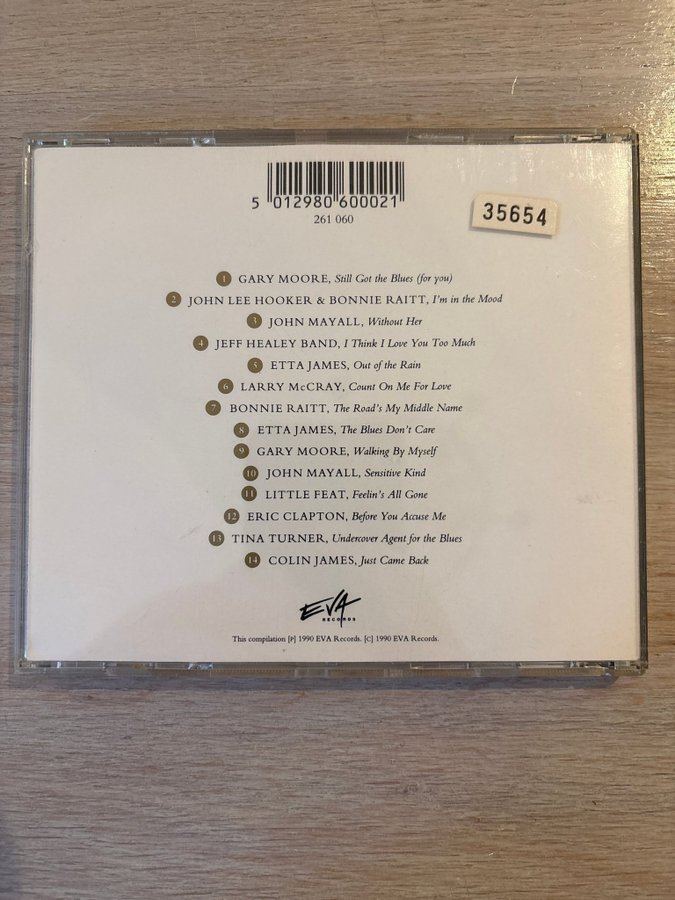 5 012980 600021
261 060
35654
1 GARY MOORE, Still Got the Blues (for you)
2 JOHN LEE HOOKER & BONNIE RAITT, I'm in the Mood
3 JOHN MAYALL, Without Her
4 JEFF HEALEY BAND, I Think I Love You Too Much
5 ETTA JAMES, Out of the Rain
6 LARRY McCRAY, Count On Me For Love
7 BONNIE RAITT, The Road's My Middle Name
8 ETTA JAMES, The Blues Don't Care
9 GARY MOORE, Walking By Myself
10 JOHN MAYALL, Sensitive Kind
11 LITTLE FEAT, Feelin's All Gone
12 ERIC CLAPTON, Before You Accuse Me
13 TINA TURNER, Undercover Agent for the Blues
14 COLIN JAMES, Just Came Back
EVA
RECORDS
This compilation [P] 1990 EVA Records. [C] 1990 EVA Records.